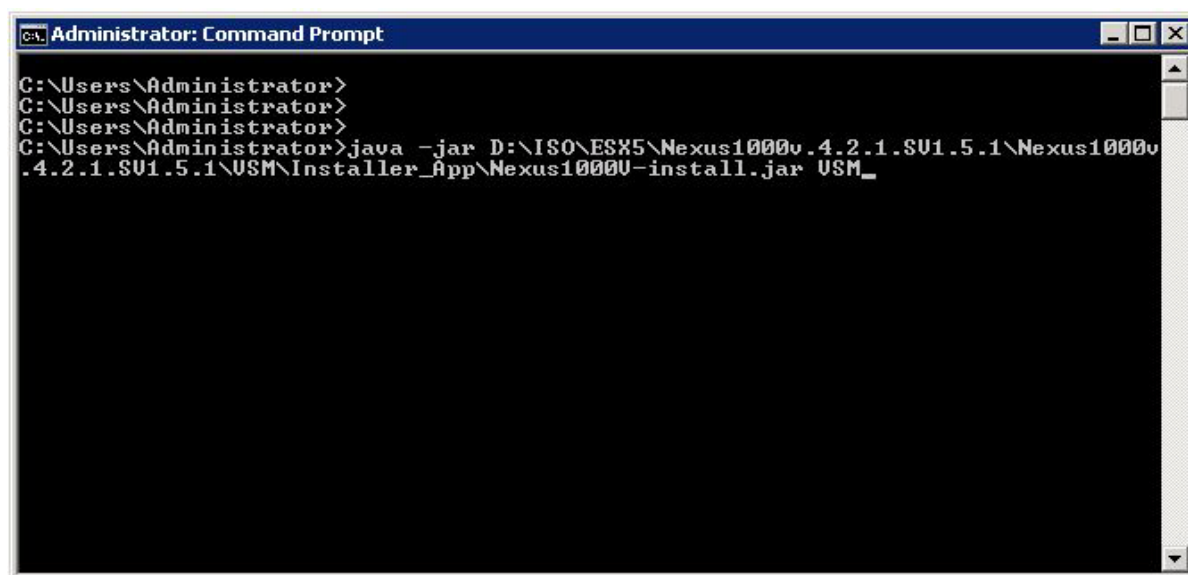 Administrator: Command Prompt
C:\Users\Administrator>
C:\Users\Administrator>
C:\Users\Administrator>
C:\Users\Administrator>java -jar D:\ISO\ESX5\Nexus1000v.4.2.1.SV1.5.1\Nexus1000v
.4.2.1.SV1.5.1\VSM\Installer_App\Nexus1000V-install.jar VSM_